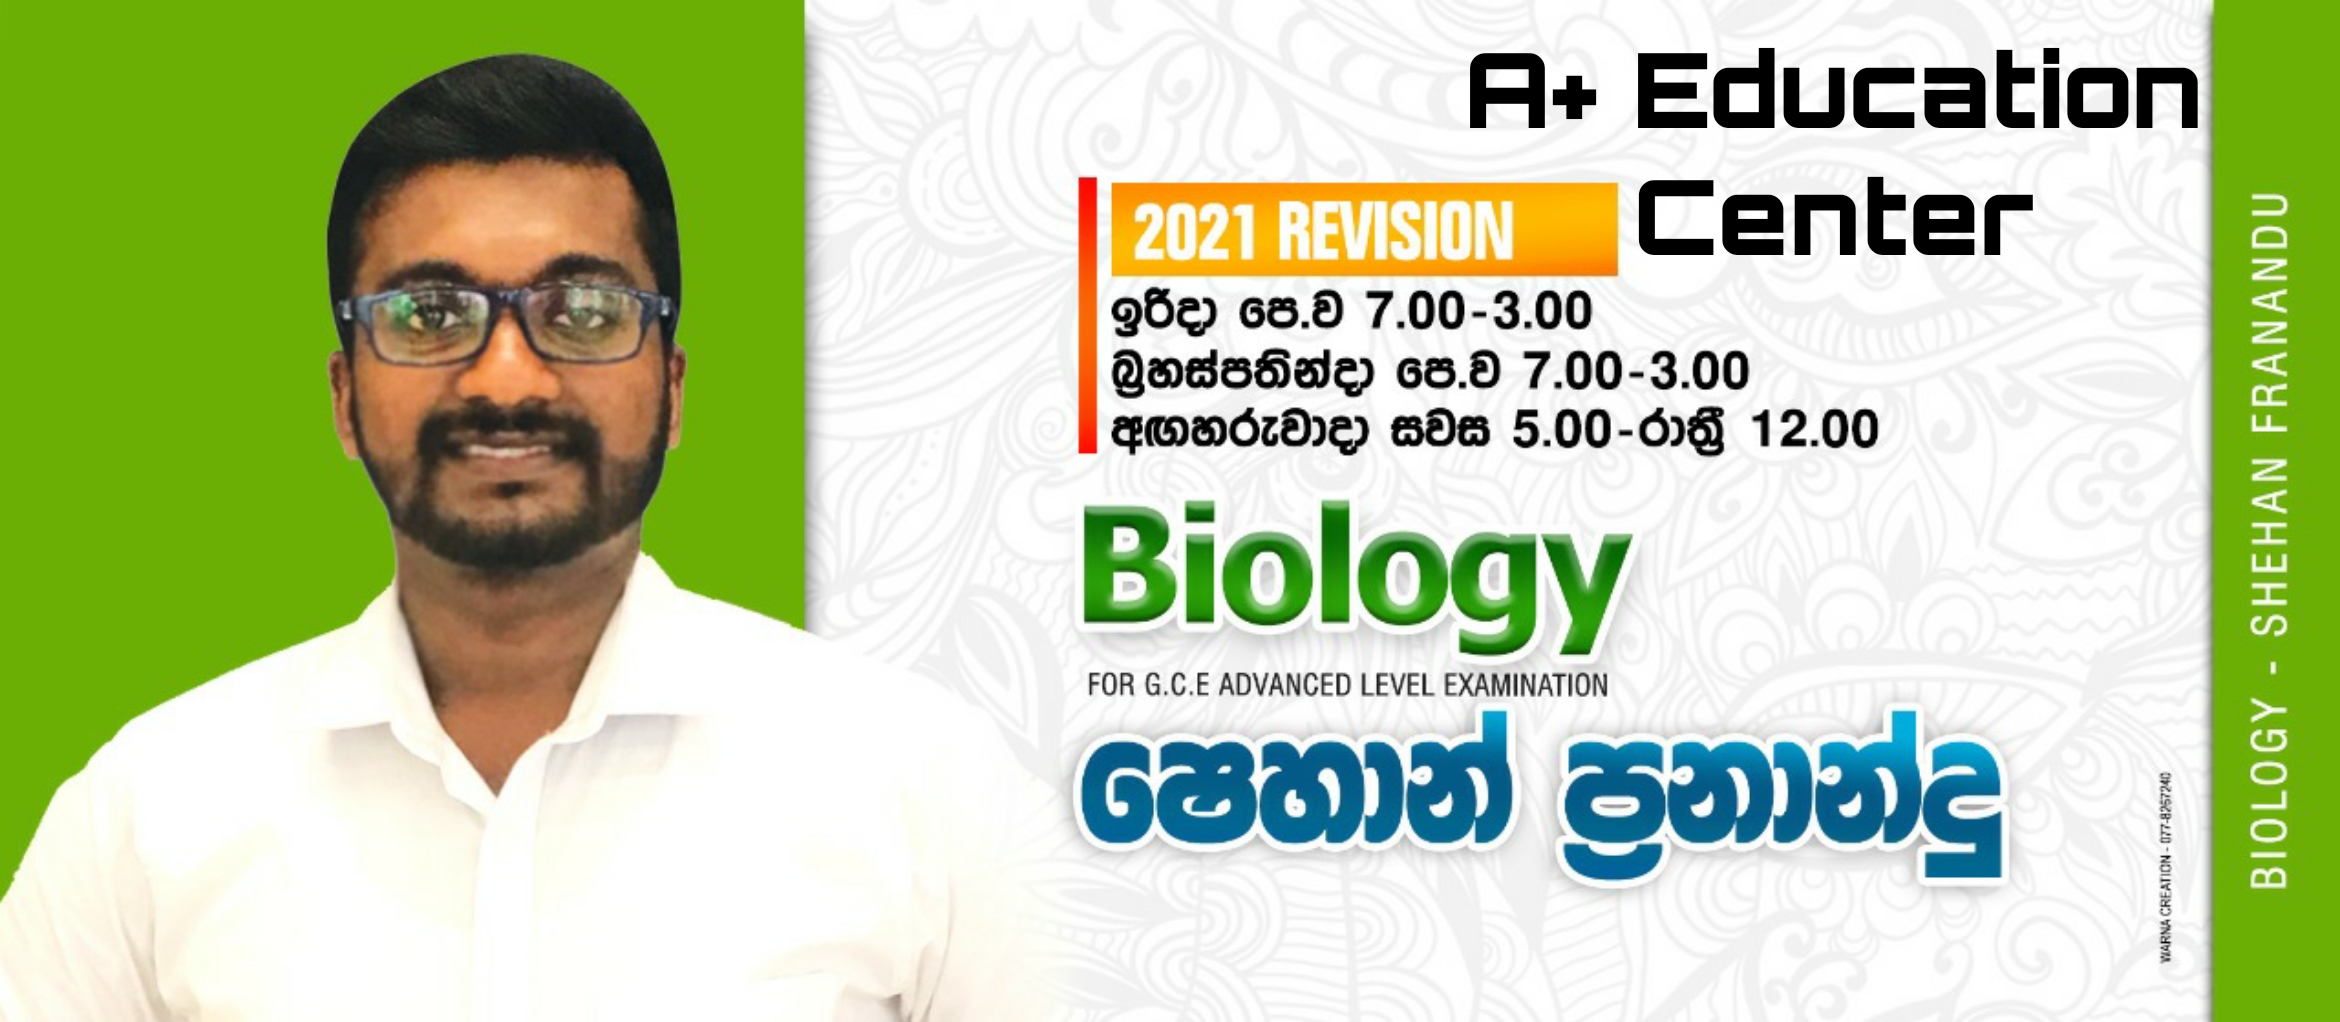 A+ Education
Center
2021 REVISION
ඉරිදා පෙ.ව 7.00-3.00
බ්‍රහස්පතින්දා පෙ.ව 7.00-3.00
අඟහරුවාදා සවස 5.00-රාත්‍රී 12.00
Biology
FOR G.C.E ADVANCED LEVEL EXAMINATION
ෂෙහාන් ප්‍රනාන්දු
WARNA CREATION - 077-8267240
BIOLOGY - SHEHAN FRANANDU